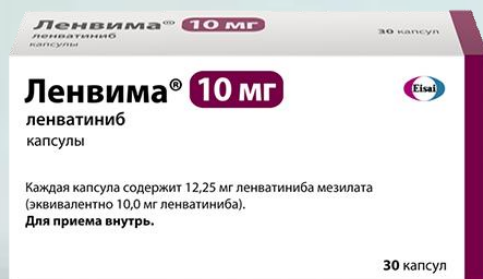 Ленвима® 10 мг
ленватиниб
капсулы
30 капсул
Ленвима® 10 мг
ленватиниб
капсулы
Eisai
Каждая капсула содержит 12,25 мг ленватиниба мезилата
(эквивалентно 10,0 мг ленватиниба).
Для приема внутрь.
30 капсул